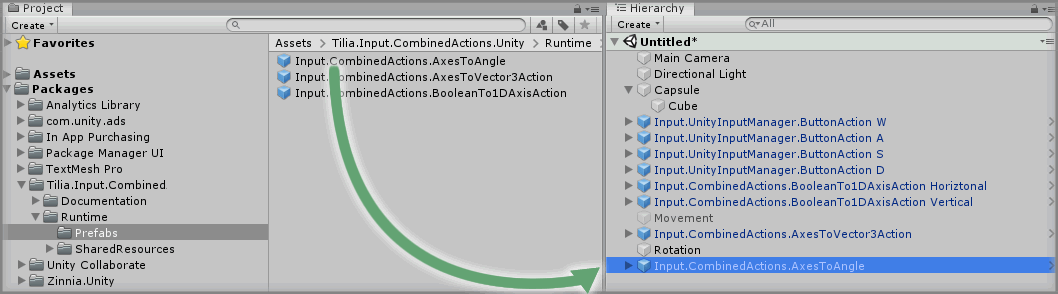 Project
Create
Favorites
Assets
Packages
Analytics Library
com.unity.ads
In App Purchasing
Package Manager UI
TextMesh Pro
Tilia.Input.Combined.
Documentation
Runtime
Prefabs
SharedResources
Unity Collaborate
Zinnia.Unity
Assets Tilia.Input.CombinedActions.Unity Runtime
Input.CombinedActions.AxesToAngle
Input.CombinedActions.AxesToVector3Action
Input.CombinedActions.BooleanTo1DAxisAction
Hierarchy
Create All
Untitled*
Main Camera
Directional Light
Capsule
Cube
Input.UnityInputManager.ButtonAction W
Input.UnityInputManager.ButtonAction A
Input.UnityInputManager.ButtonAction S
Input.UnityInputManager.ButtonAction D
Input.CombinedActions.BooleanTo1DAxisAction Horiztonal
Input.CombinedActions.BooleanTo1DAxisAction Vertical
Movement
Input.CombinedActions.AxesToVector3Action
Rotation
Input.CombinedActions.AxesToAngle